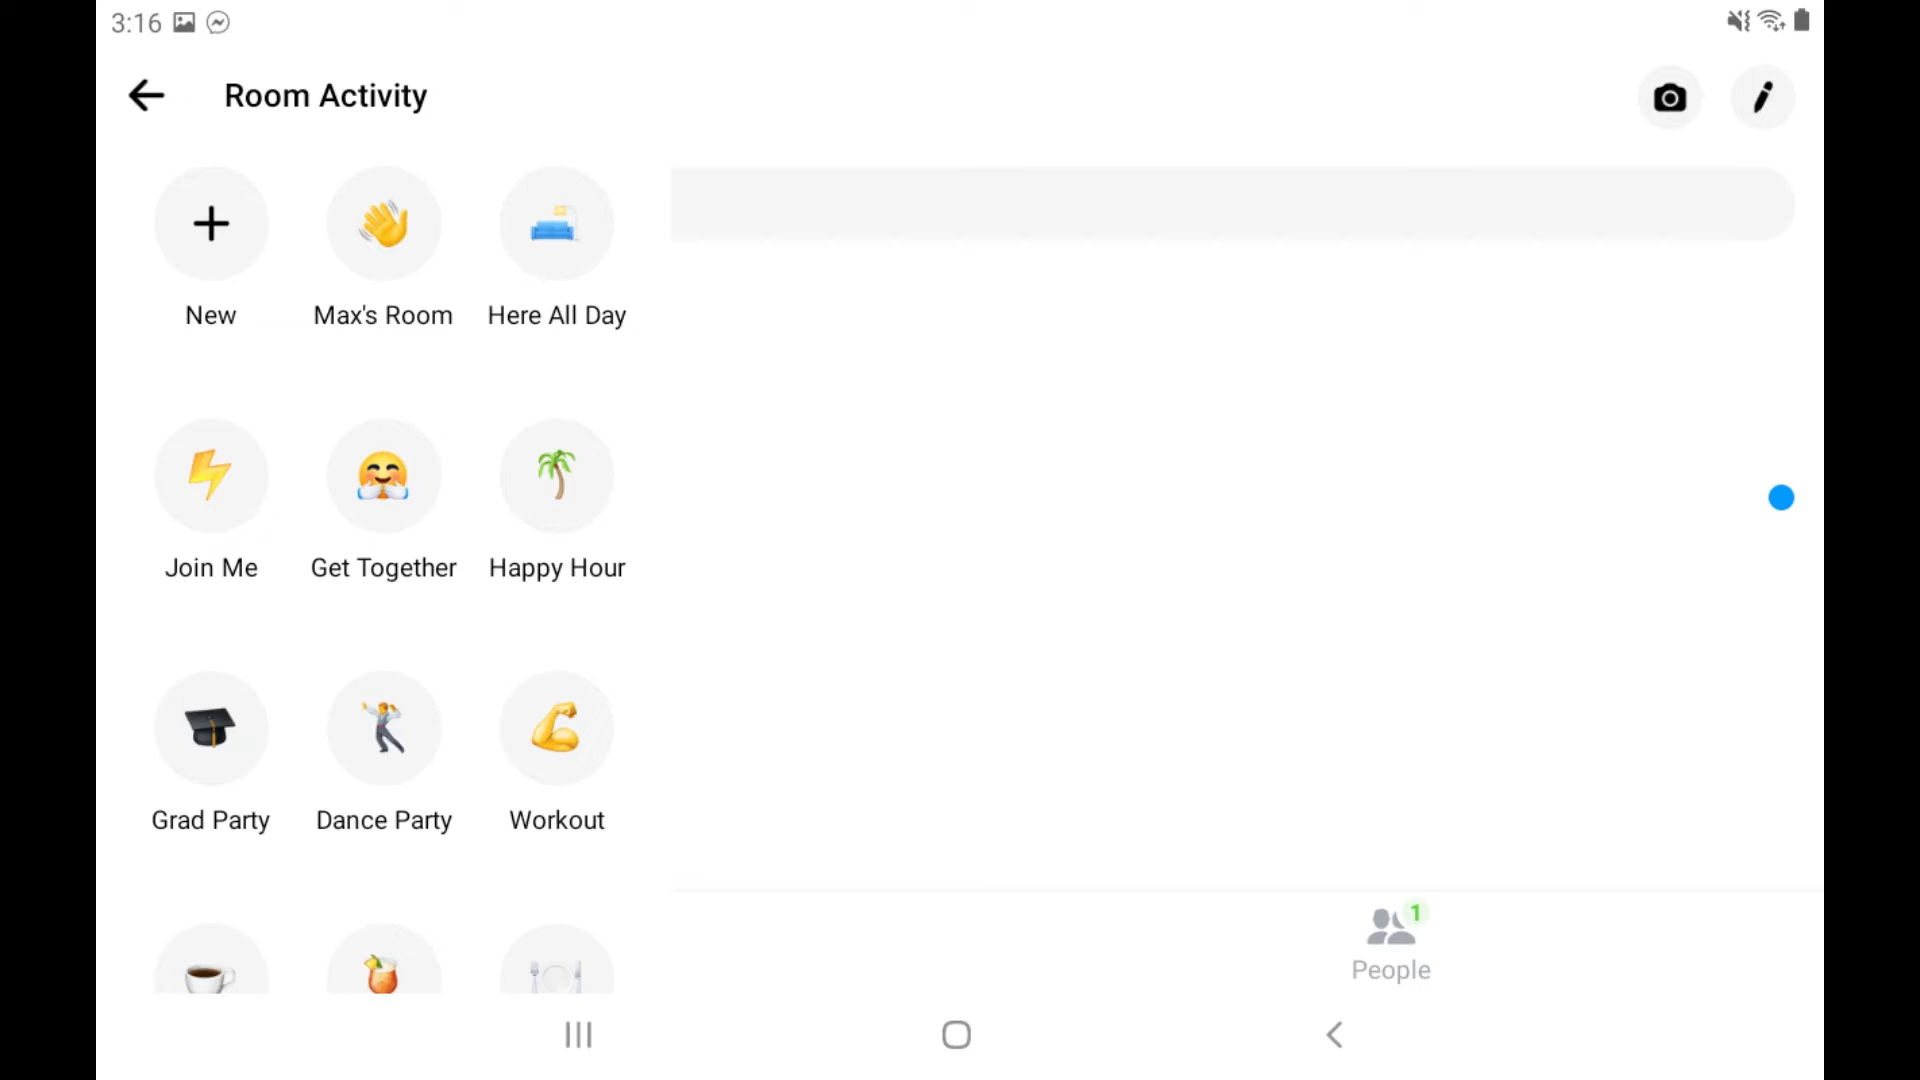 3:16
Room Activity
New Max's Room Here All Day
Join Me Get Together Happy Hour
Grad Party Dance Party Workout
1
People